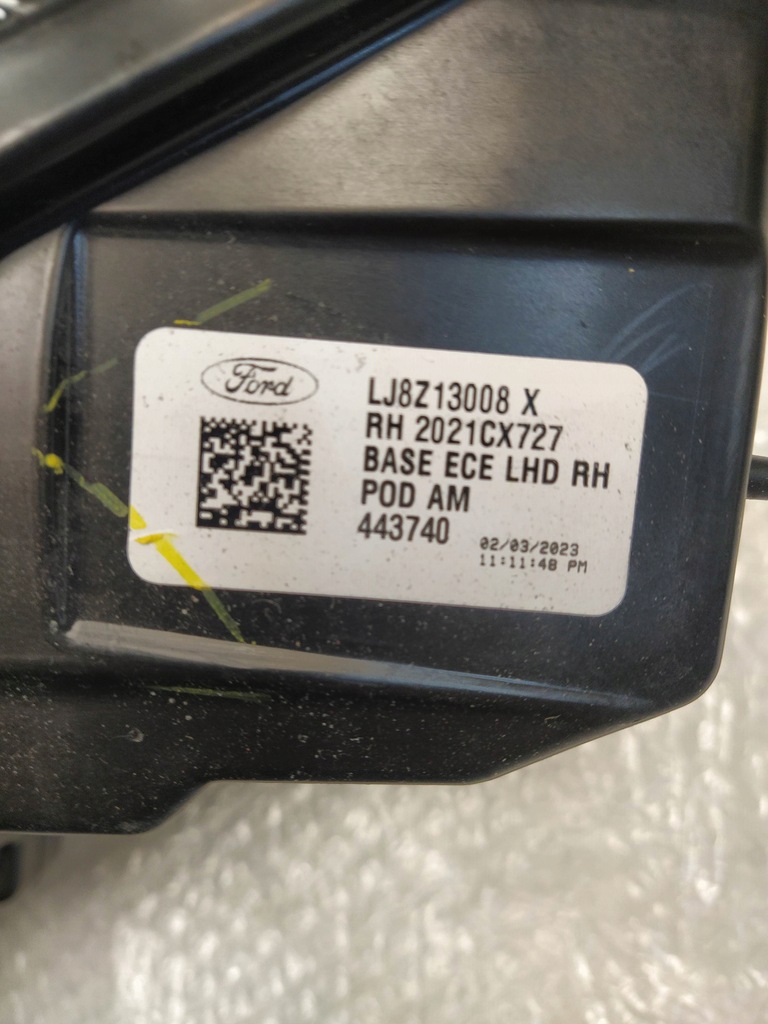 Ford
LJ8Z13008 X
RH 2021CX727
BASE ECE LHD RH
POD AM
443740
02/03/2023
11:11:48 PM